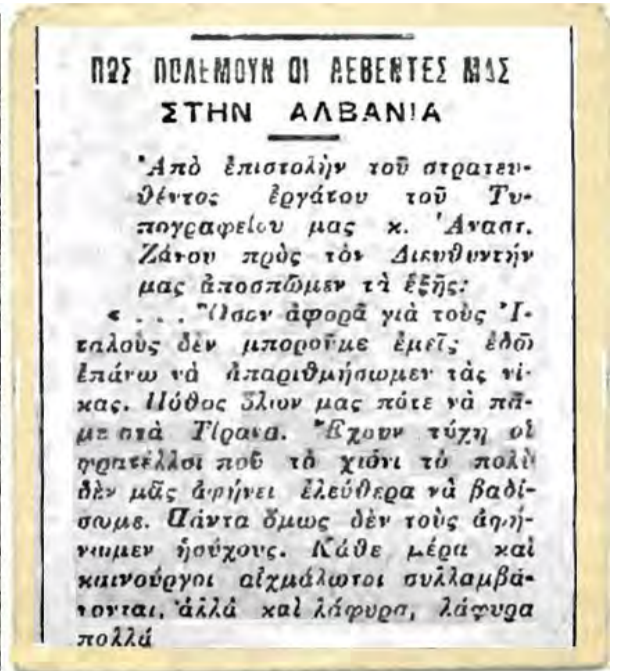 ΠΩΣ ΠΟΛΕΜΟΥΝ ΟΙ ΛΕΒΕΝΤΕΣ ΜΑΣ
ΣΤΗΝ ΑΛΒΑΝΙΑ
Ἀπὸ ἐπιστολὴν τοῦ στρατευ-
θέντος ἐργάτου τοῦ Τυ-
πογραφείου μας κ. Ἀναστ.
Ζάνου πρὸς τὸν Διευθυντήν
μας ἀποσπῶμεν τὰ ἑξῆς:
« . . . Ὅσον ἀφορᾶ γιὰ τοὺς Ἰ-
ταλοὺς δὲν μποροῦμε ἐμεῖς ἐδῶ
ἐπάνω νὰ ἀπαριθμήσωμεν τὰς νί-
κας. Πόθος ὅλων μας πότε νὰ πᾶ-
με στὰ Τίρανα. Ἔχουν τύχη οἱ
φρατέλλοι ποῦ τὸ χιόνι τὸ πολὺ
δὲν μᾶς ἀφήνει ἐλεύθερα νὰ βαδί-
σωμε. Πάντα ὅμως δὲν τοὺς ἀφή-
νωμεν ἡσύχους. Κάθε μέρα καὶ
καινούργοι αἰχμάλωτοι συλλαμβά-
νονται, ἀλλὰ καὶ λάφυρα, λάφυρα
πολλά